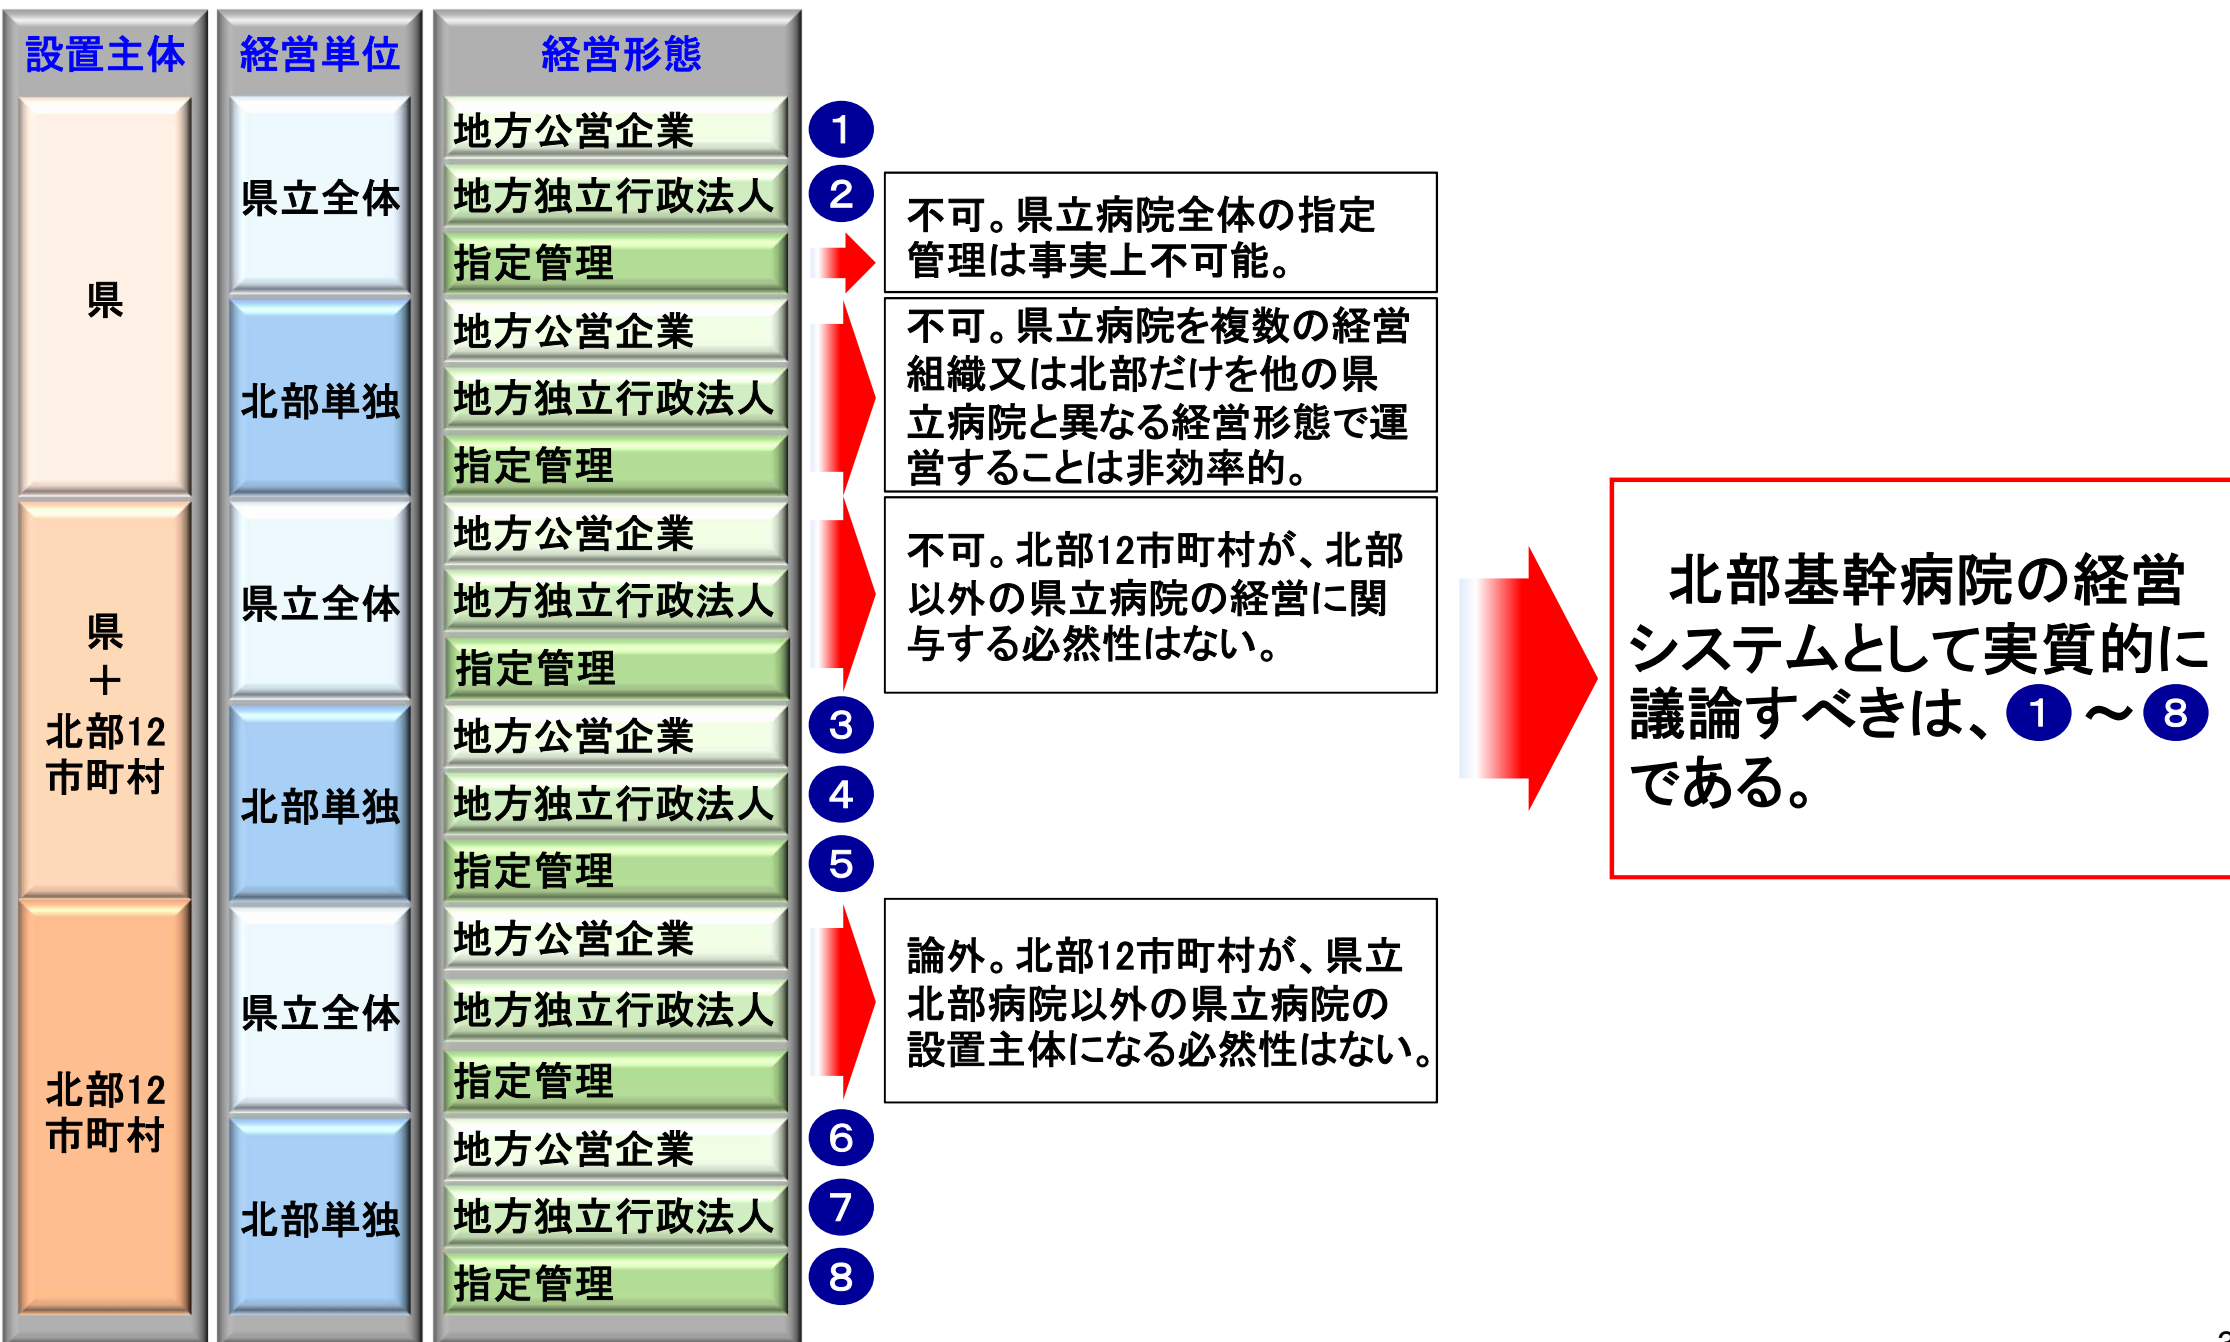 設置主体
経営単位
経営形態
県
県立全体
地方公営企業
❶
地方独立行政法人
❷
指定管理
不可。県立病院全体の指定
管理は事実上不可能。
北部単独
地方公営企業
地方独立行政法人
指定管理
不可。県立病院を複数の経営
組織又は北部だけを他の県
立病院と異なる経営形態で運
営することは非効率的。
県
＋
北部12
市町村
県立全体
地方公営企業
地方独立行政法人
指定管理
不可。北部12市町村が、北部
以外の県立病院の経営に関
与する必然性はない。
北部単独
地方公営企業
❸
地方独立行政法人
❹
指定管理
❺
北部12
市町村
県立全体
地方公営企業
地方独立行政法人
指定管理
論外。北部12市町村が、県立
北部病院以外の県立病院の
設置主体になる必然性はない。
北部単独
地方公営企業
❻
地方独立行政法人
❼
指定管理
❽
北部基幹病院の経営
システムとして実質的に
議論すべきは、❶～❽
である。